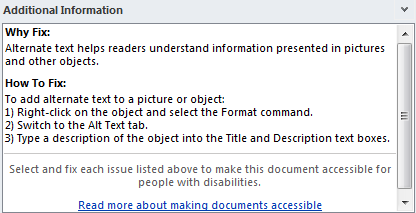 Additional Information
Why Fix:
Alternate text helps readers understand information presented in pictures
and other objects.
How To Fix:
To add alternate text to a picture or object:
1) Right-click on the object and select the Format command.
2) Switch to the Alt Text tab.
3) Type a description of the object into the Title and Description text boxes.
Select and fix each issue listed above to make this document accessible for
people with disabilities.
Read more about making documents accessible